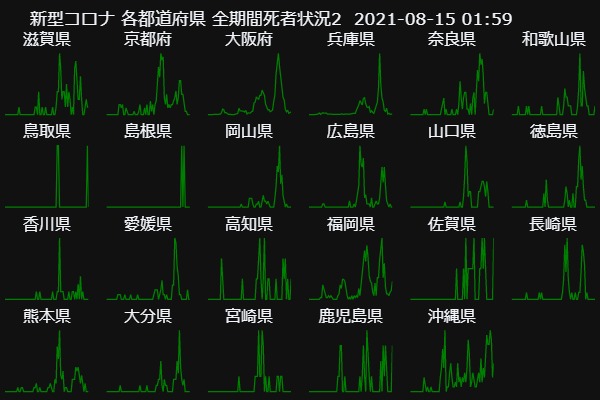 新型コロナ 各都道府県 全期間死者状況2 2021-08-15 01:59
滋賀県 京都府 大阪府 兵庫県 奈良県 和歌山県
鳥取県 島根県 岡山県 広島県 山口県 徳島県
香川県 愛媛県 高知県 福岡県 佐賀県 長崎県
熊本県 大分県 宮崎県 鹿児島県 沖縄県